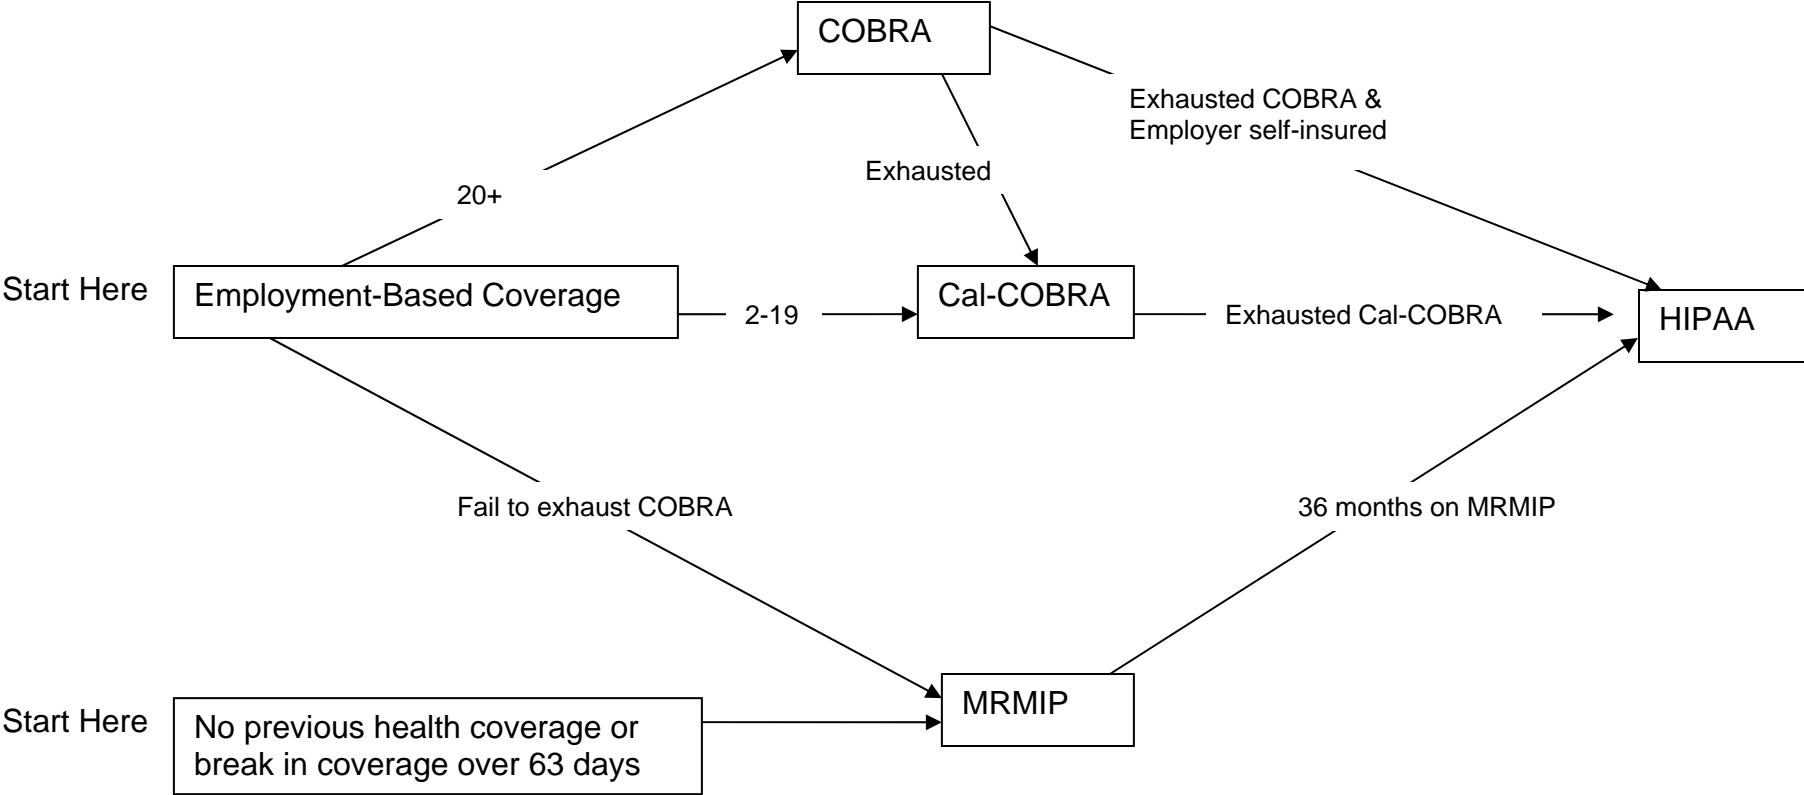 COBRA
Exhausted COBRA &
Employer self-insured
Exhausted
20+
Start Here
Employment-Based Coverage
2-19
Cal-COBRA
Exhausted Cal-COBRA
HIPAA
Fail to exhaust COBRA
36 months on MRMIP
MRMIP
Start Here
No previous health coverage or
break in coverage over 63 days